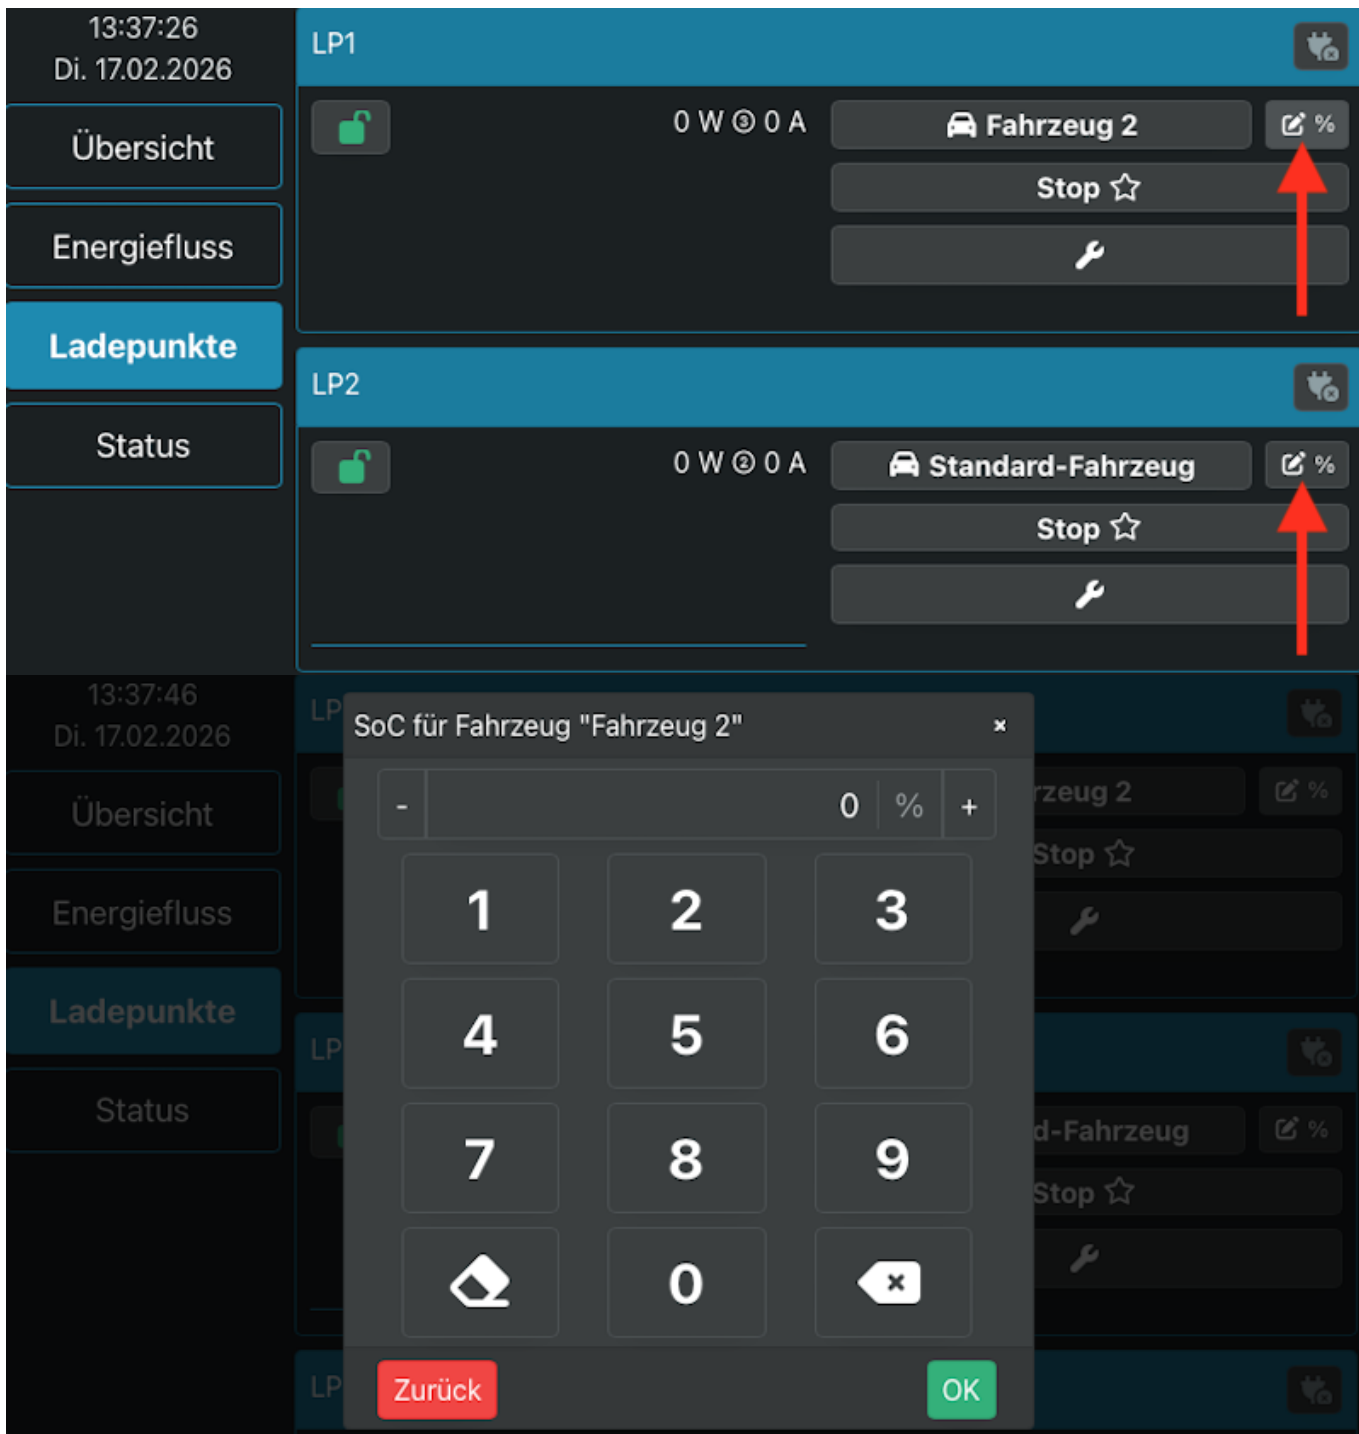 13:37:26
Di. 17.02.2026
Übersicht
Energiefluss
Ladepunkte
Status
LP1
0 W ③ 0 A
Fahrzeug 2
%
Stop
LP2
0 W ② 0 A
Standard-Fahrzeug
%
Stop
13:37:46
Di. 17.02.2026
Übersicht
Energiefluss
Ladepunkte
Status
LP
rzeug 2
%
Stop
LP
d-Fahrzeug
%
Stop
LP
SoC für Fahrzeug "Fahrzeug 2"
×
- 0 % +
1 2 3
4 5 6
7 8 9
0
Zurück OK